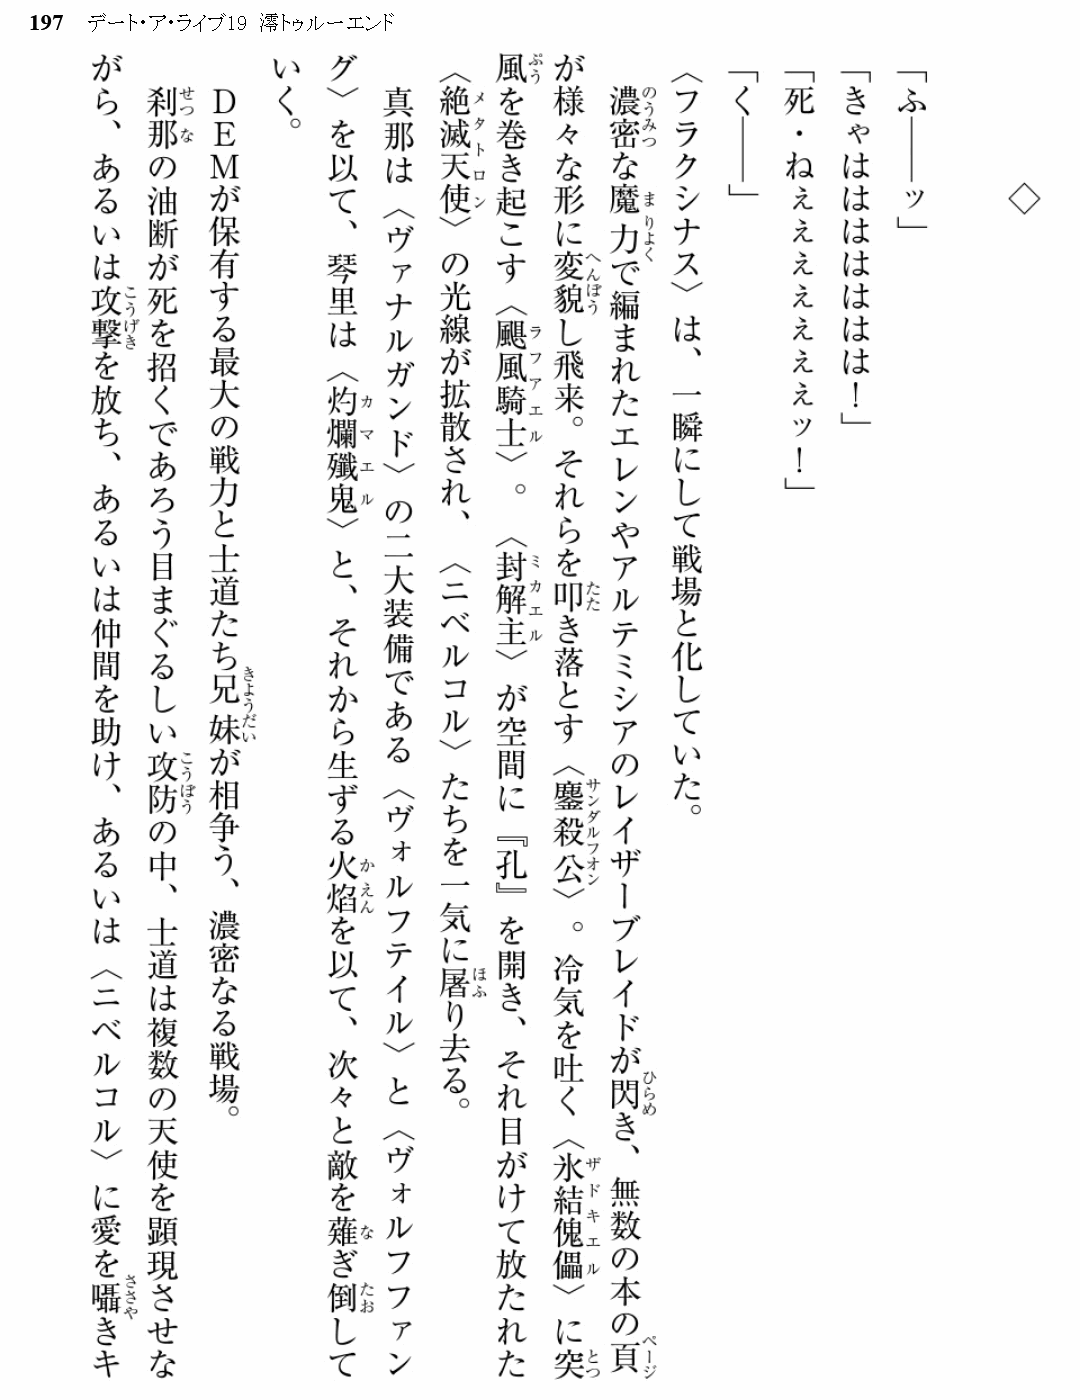 197 デート・ア・ライブ19 澪トゥルーエンド
◇
「ふ――ッ」
「きゃはははははは！」
「死・ねぇぇぇぇぇぇぇッ！」
「く――」
〈フラクシナス〉は、一瞬にして戦場と化していた。
濃密な魔力で編まれたエレンやアルテミシアのレイザーブレイドが閃き、無数の本の頁
が様々な形に変貌し飛来。それらを叩き落とす〈鏖殺公〉。冷気を吐く〈氷結傀儡〉に突
風を巻き起こす〈颶風騎士〉。〈封解主〉が空間に『孔』を開き、それ目がけて放たれた
〈絶滅天使〉の光線が拡散され、〈ニベルコル〉たちを一気に屠り去る。
真那は〈ヴァナルガンド〉の二大装備である〈ヴォルフテイル〉と〈ヴォルフファン
グ〉を以て、琴里は〈灼爛殲鬼〉と、それから生ずる火焰を以て、次々と敵を薙ぎ倒して
いく。
DEMが保有する最大の戦力と士道たち兄妹が相争う、濃密なる戦場。
刹那の油断が死を招くであろう目まぐるしい攻防の中、士道は複数の天使を顕現させな
がら、あるいは攻撃を放ち、あるいは仲間を助け、あるいは〈ニベルコル〉に愛を囁きキ